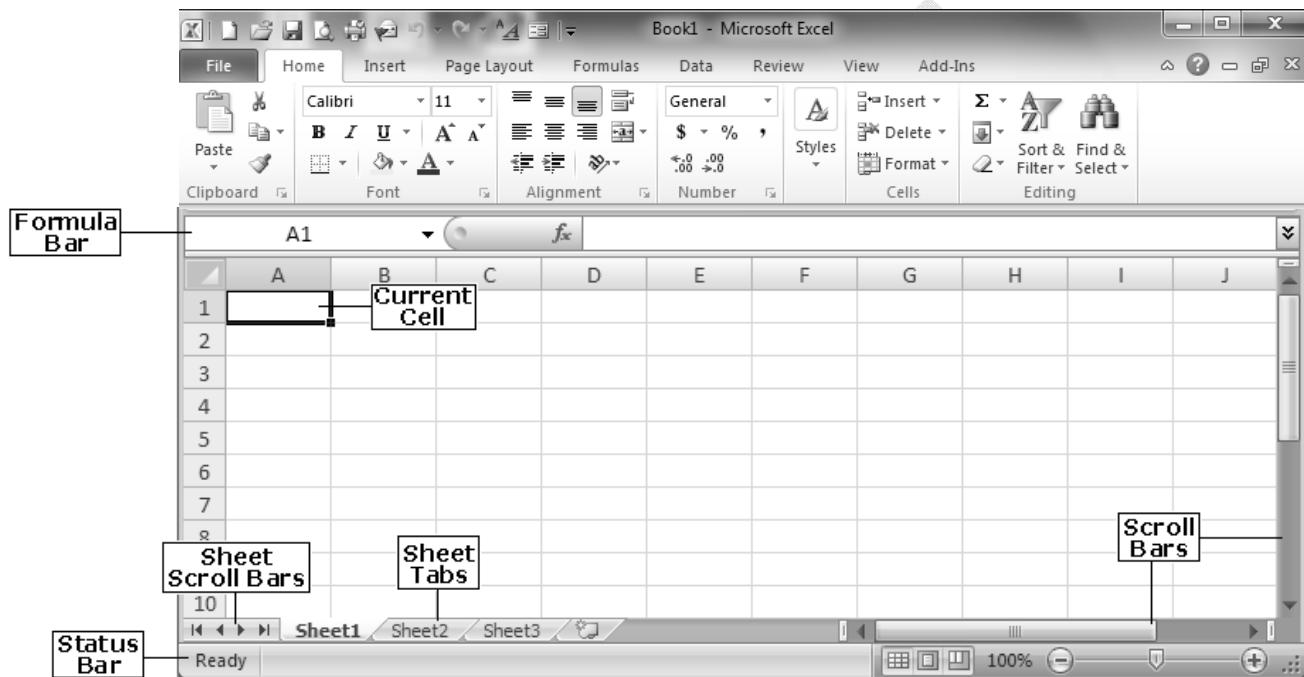 Book1 - Microsoft Excel
File Home Insert Page Layout Formulas Data Review View Add-Ins
Calibri 11 General Insert Σ
B I U A A A $ % , Delete
Paste Styles Sort & Find &
A .00 .0 Format Filter Select
Clipboard Font Alignment Number Cells Editing
Formula
Bar
A1 fx
A B C D E F G H I J
1
Current
Cell
2
3
4
5
6
7
8
Scroll
Bars
Sheet
Scroll Bars
Sheet
Tabs
10
Sheet1 Sheet2 Sheet3
Status
Bar
Ready 100%